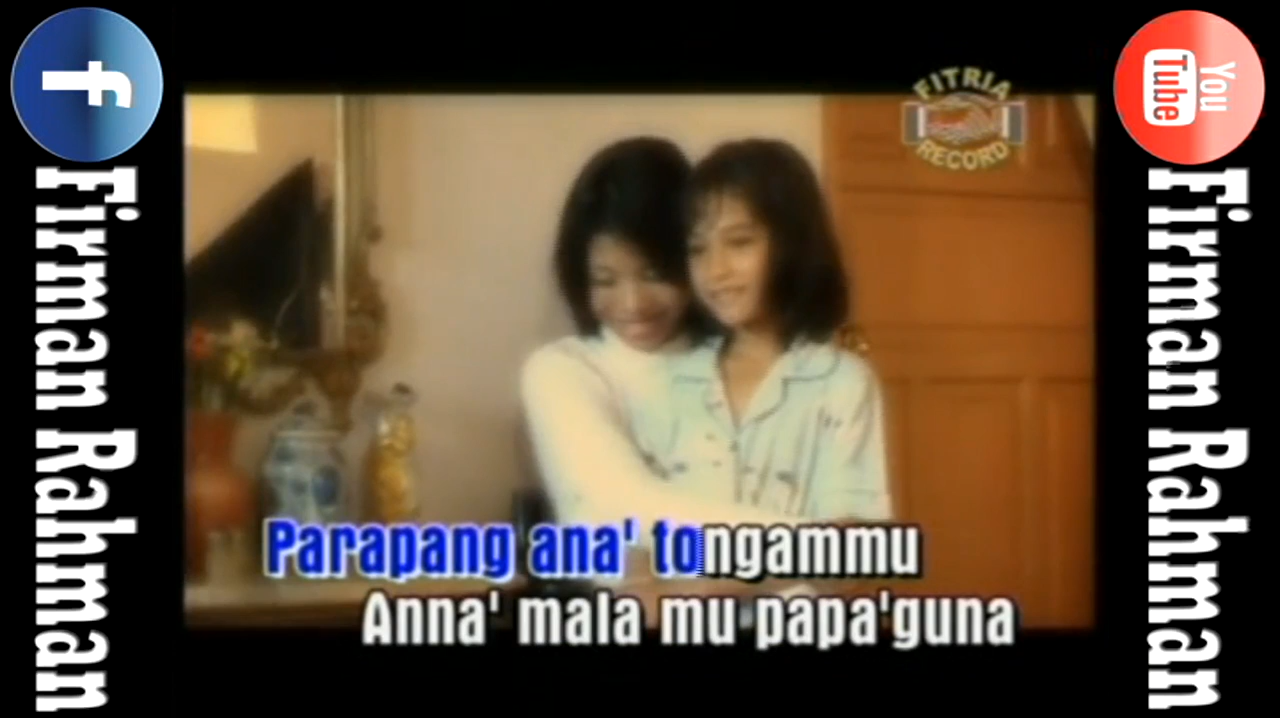 f
Firman Rahman
FITRIA
RECORD
Parapang ana' tongammu
Anna' mala mu papa'guna
You
Tube
Firman Rahman